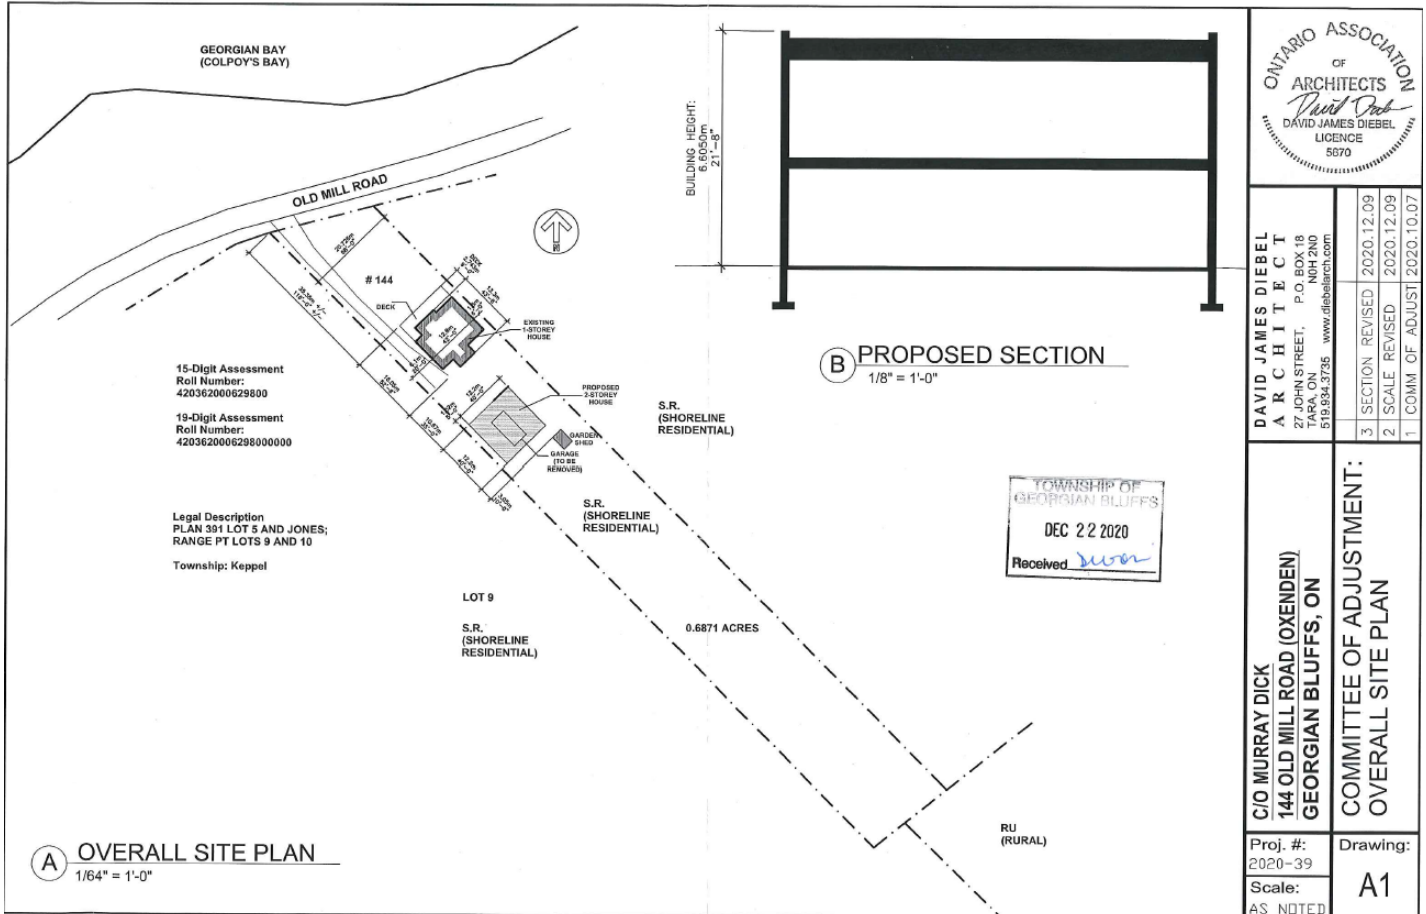 GEORGIAN BAY
(COLPOY'S BAY)
OLD MILL ROAD
# 144
DECK
EXISTING
1-STOREY
HOUSE
PROPOSED
2-STOREY
HOUSE
GARDEN
SHED
GARAGE
(TO BE
REMOVED)
15-Digit Assessment
Roll Number:
420362000629800
19-Digit Assessment
Roll Number:
4203620006298000000
Legal Description
PLAN 391 LOT 5 AND JONES;
RANGE PT LOTS 9 AND 10
Township: Keppel
S.R.
(SHORELINE
RESIDENTIAL)
S.R.
(SHORELINE
RESIDENTIAL)
LOT 9
S.R.
(SHORELINE
RESIDENTIAL)
0.6871 ACRES
RU
(RURAL)
A
OVERALL SITE PLAN
1/64" = 1'-0"
BUILDING HEIGHT:
6.6050m
21'-8"
B
PROPOSED SECTION
1/8" = 1'-0"
TOWNSHIP OF
GEORGIAN BLUFFS
DEC 22 2020
Received
ONTARIO ASSOCIATION
OF
ARCHITECTS
DAVID JAMES DIEBEL
LICENCE
5670
DAVID JAMES DIEBEL
ARCHITECT
27 JOHN STREET, P.O. BOX 18
TARA, ON N0H 2N0
519.934.3735 www.diebelarch.com
3 SECTION REVISED 2020.12.09
2 SCALE REVISED 2020.12.09
1 COMM OF ADJUST 2020.10.07
C/O MURRAY DICK
144 OLD MILL ROAD (OXENDEN)
GEORGIAN BLUFFS, ON
COMMITTEE OF ADJUSTMENT:
OVERALL SITE PLAN
Proj. #:
2020-39
Scale:
AS NOTED
Drawing:
A1